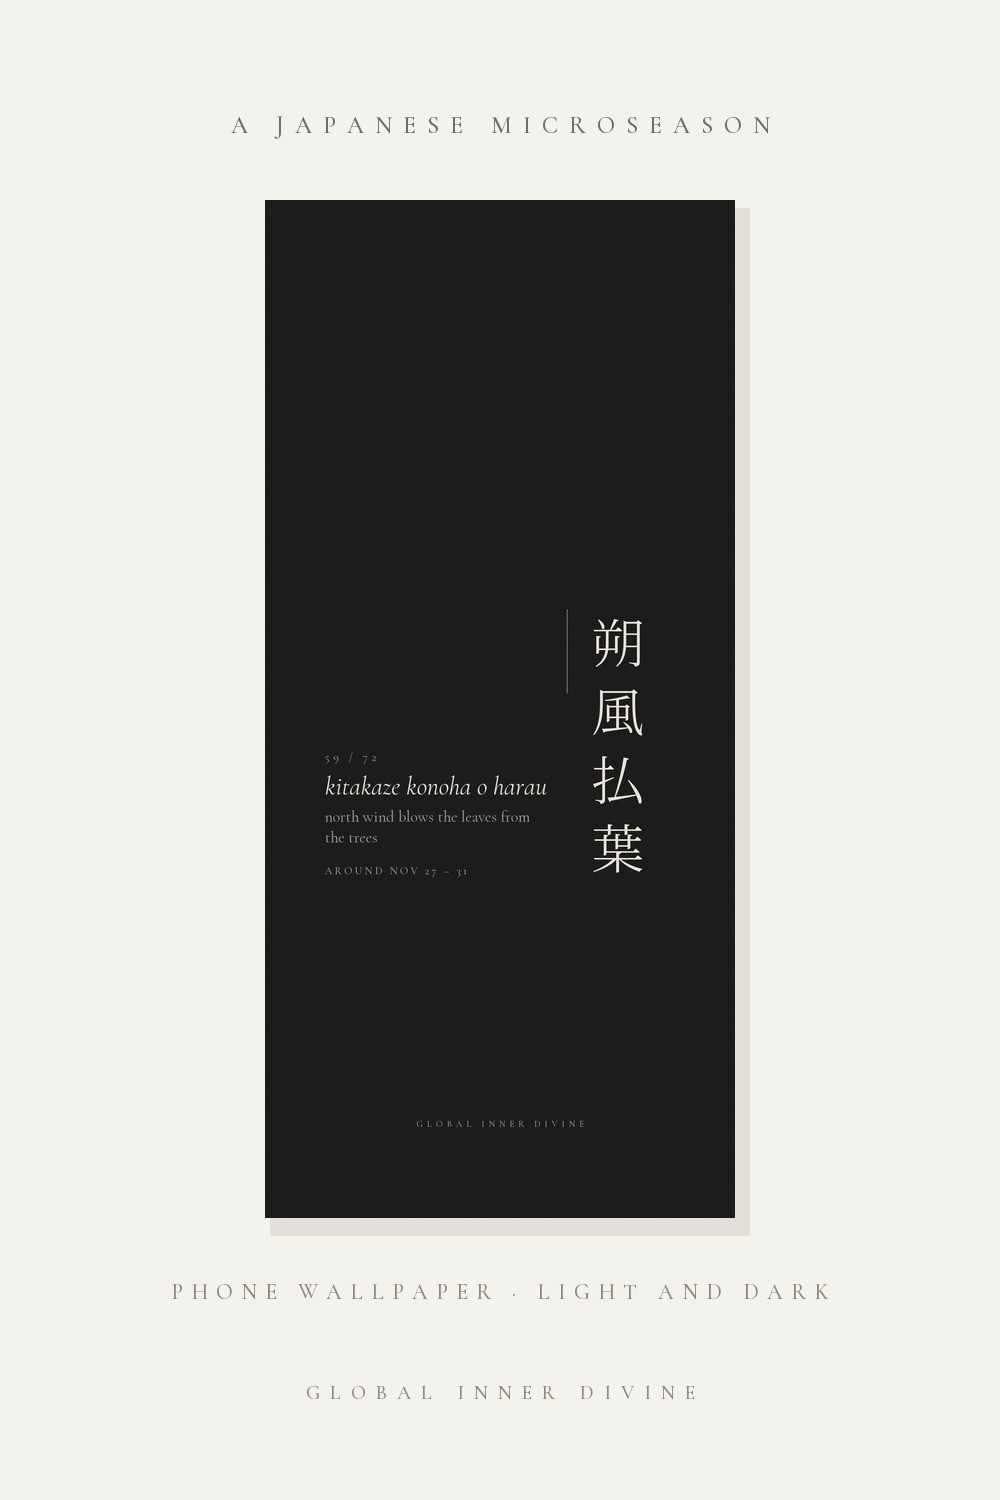 A JAPANESE MICROSEASON
朔風払葉
59 / 72
kitakaze konoha o harau
north wind blows the leaves from
the trees
AROUND NOV 27 – 31
GLOBAL INNER DIVINE
PHONE WALLPAPER · LIGHT AND DARK
GLOBAL INNER DIVINE